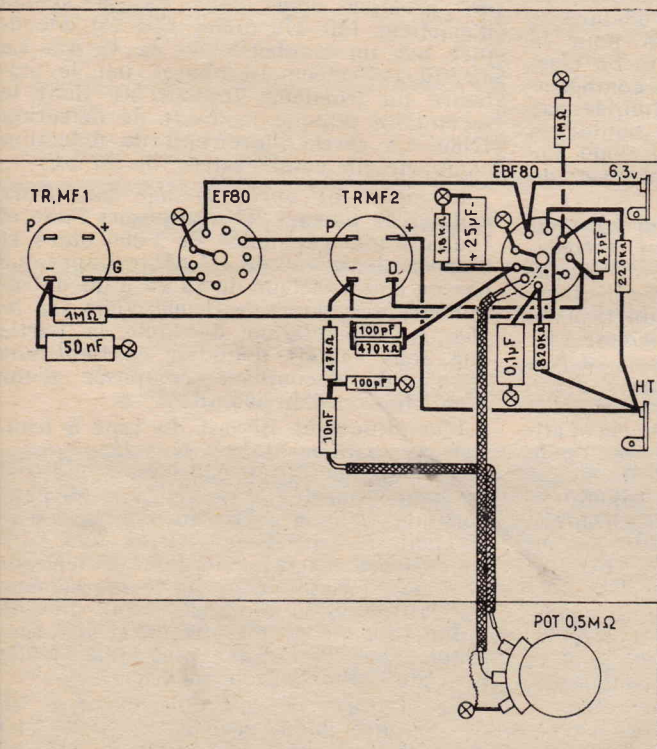 1MΩ
TR,MF1
EF80
TRMF2
EBF80
6,3v
P
+
G
P
+
D
1,8KΩ
+ 25µF-
47pF
220KΩ
1MΩ
50nF
47KΩ
100pF
470KΩ
100pF
10nF
0,1µF
820KΩ
HT
POT 0,5MΩ